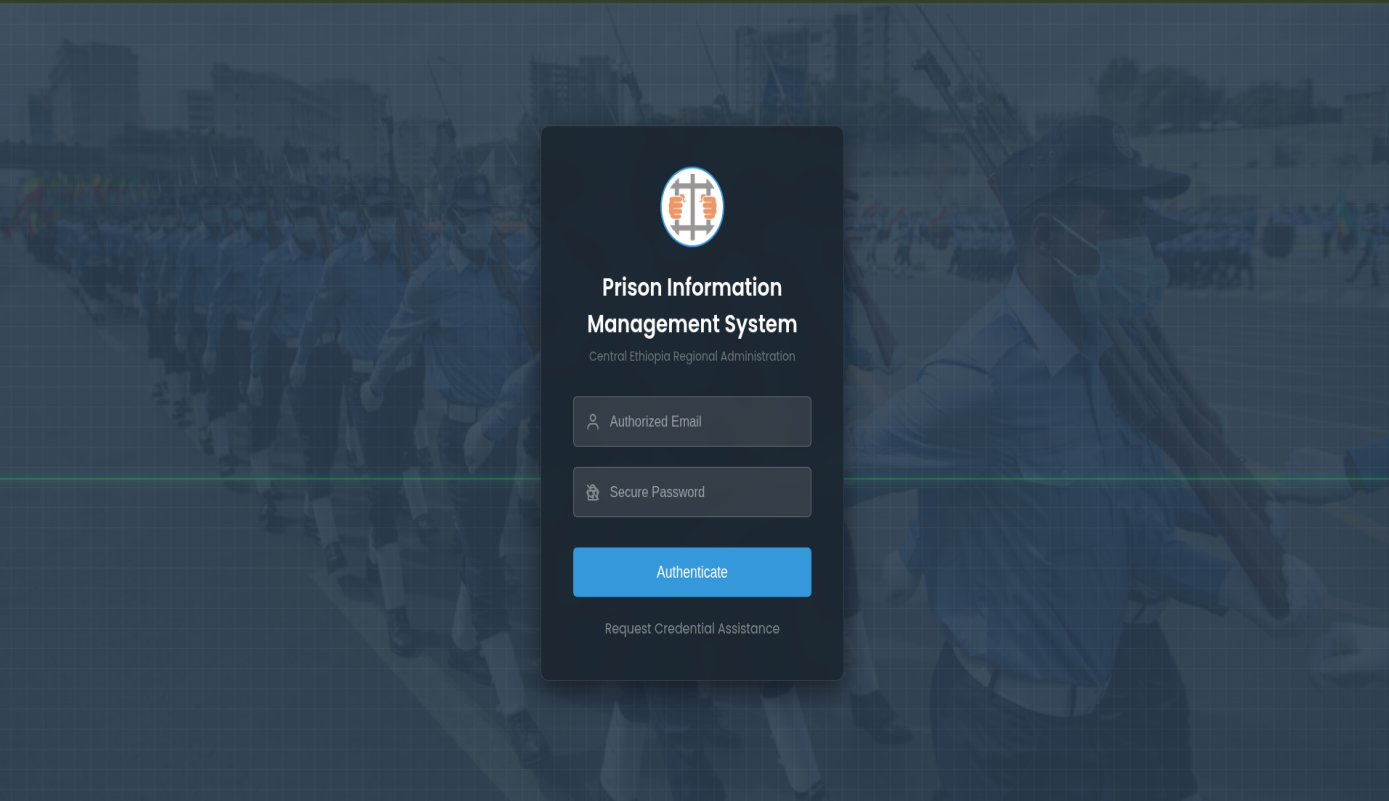 Prison Information
Management System
Central Ethiopia Regional Administration
Authorized Email
Secure Password
Authenticate
Request Credential Assistance